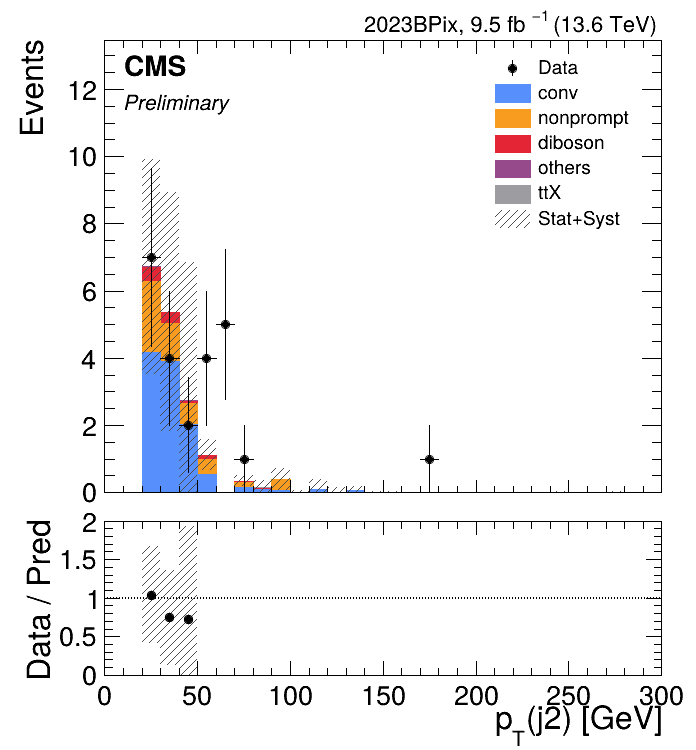 2023BPix, 9.5 fb⁻¹ (13.6 TeV)
CMS
Preliminary
Events
12
10
8
6
4
2
0
Data
conv
nonprompt
diboson
others
ttX
Stat+Syst
Data / Pred
2
1.5
1
0.5
0
0 50 100 150 200 250 300
p_T(j2) [GeV]